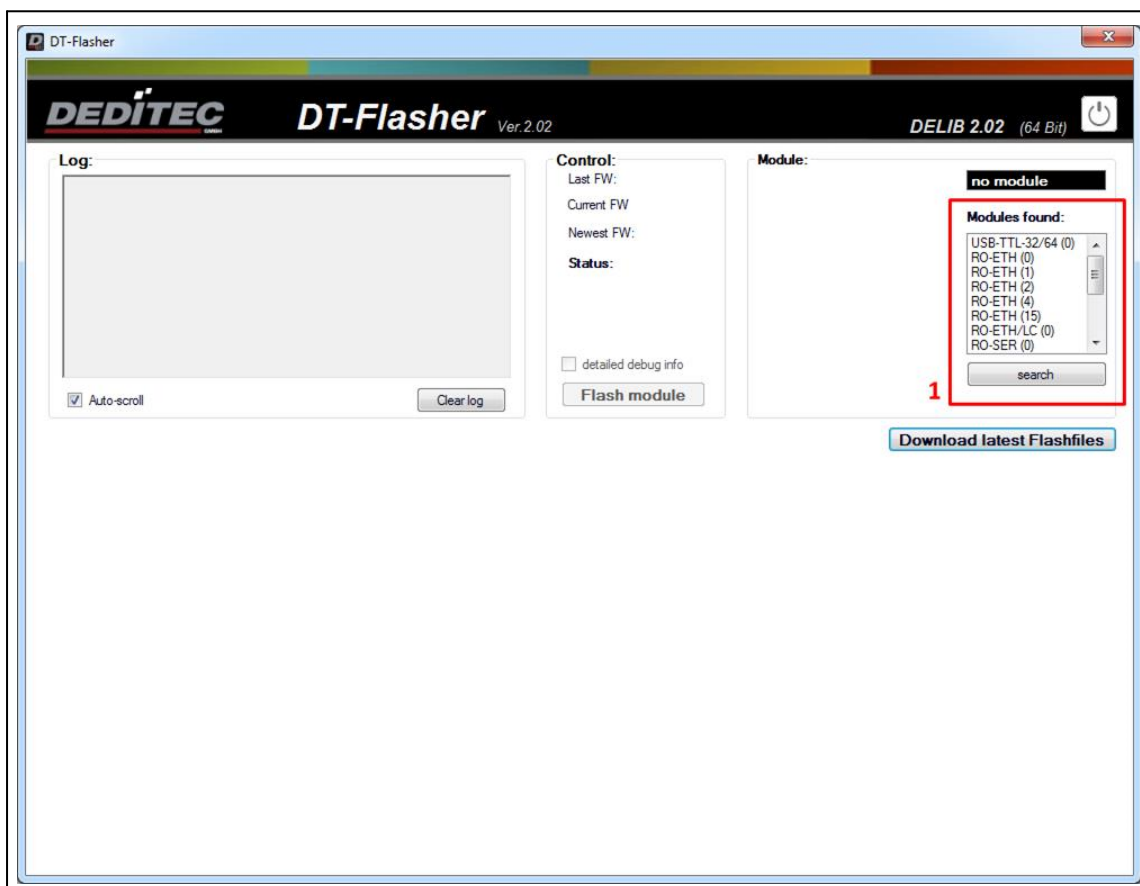 DT-Flasher
DEDITEC
GMBH
DT-Flasher Ver.2.02
DELIB 2.02 (64 Bit)
Log:
Auto-scroll
Clear log
Control:
Last FW:
Current FW
Newest FW:
Status:
detailed debug info
Flash module
Module:
no module
Modules found:
USB-TTL-32/64 (0)
RO-ETH (0)
RO-ETH (1)
RO-ETH (2)
RO-ETH (4)
RO-ETH (15)
RO-ETH/LC (0)
RO-SER (0)
search
1
Download latest Flashfiles